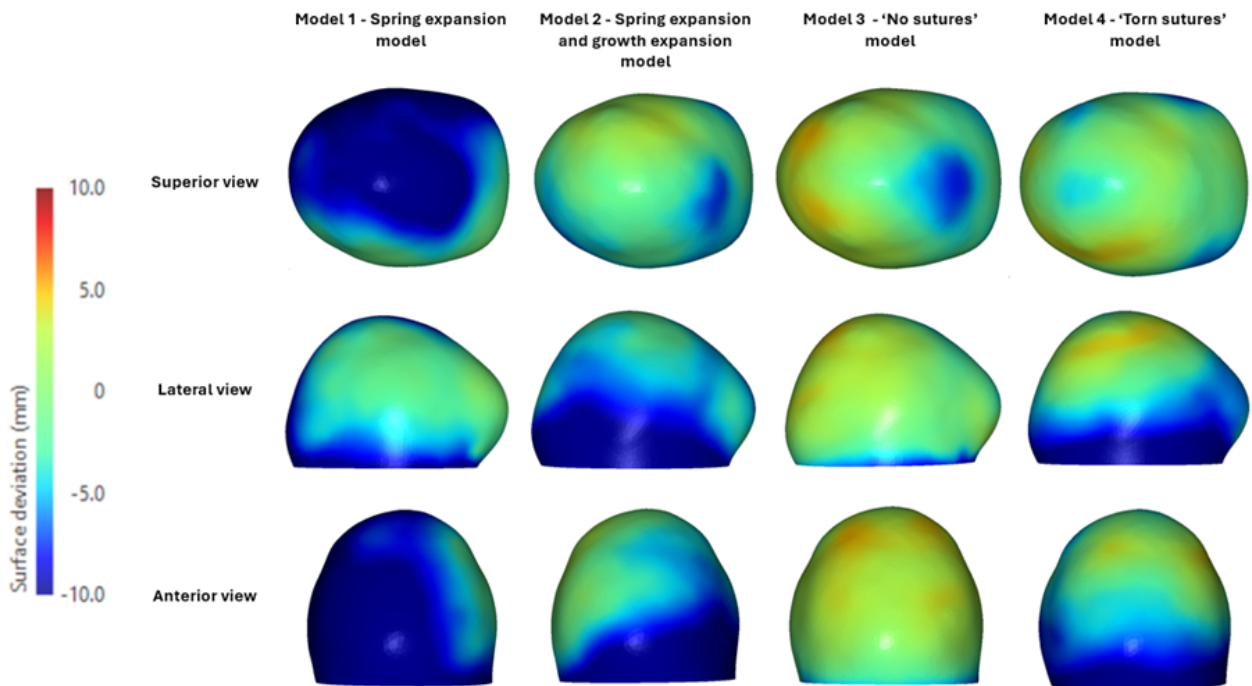 Model 1 - Spring expansion
model
Model 2 - Spring expansion
and growth expansion
model
Model 3 - ‘No sutures’
model
Model 4 - ‘Torn sutures’
model
Superior view
Lateral view
Anterior view
Surface deviation (mm)
10.0
5.0
0
-5.0
-10.0